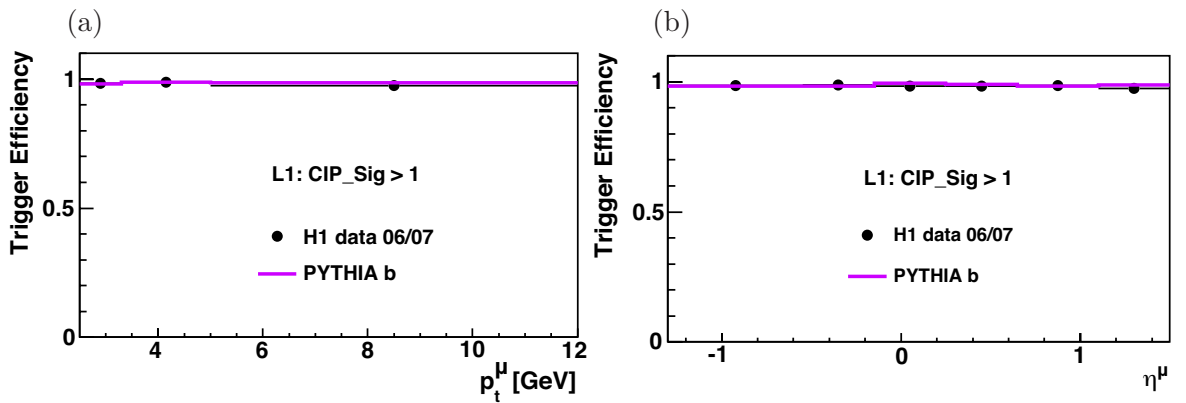 (a)
Trigger Efficiency
1
0.5
0
L1: CIP_Sig > 1
H1 data 06/07
PYTHIA b
4 6 8 10 12
p_t^μ [GeV]
(b)
Trigger Efficiency
1
0.5
0
L1: CIP_Sig > 1
H1 data 06/07
PYTHIA b
-1 0 1
η^μ